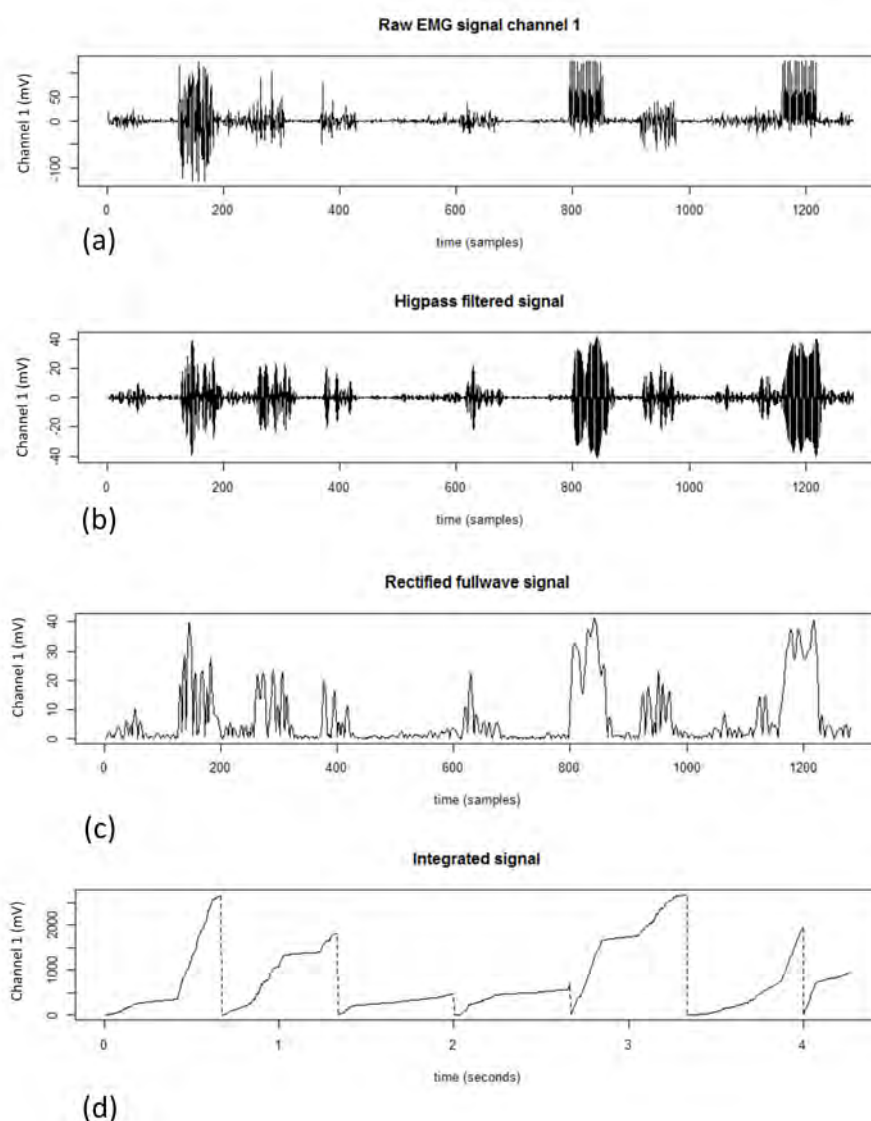 Raw EMG signal channel 1
Channel 1 (mV)
50
0
-100
0 200 400 600 800 1000 1200
time (samples)
(a)
Higpass filtered signal
Channel 1 (mV)
40
20
0
-20
-40
0 200 400 600 800 1000 1200
time (samples)
(b)
Rectified fullwave signal
Channel 1 (mV)
40
30
20
10
0
0 200 400 600 800 1000 1200
time (samples)
(c)
Integrated signal
Channel 1 (mV)
2000
1000
0
0 1 2 3 4
time (seconds)
(d)